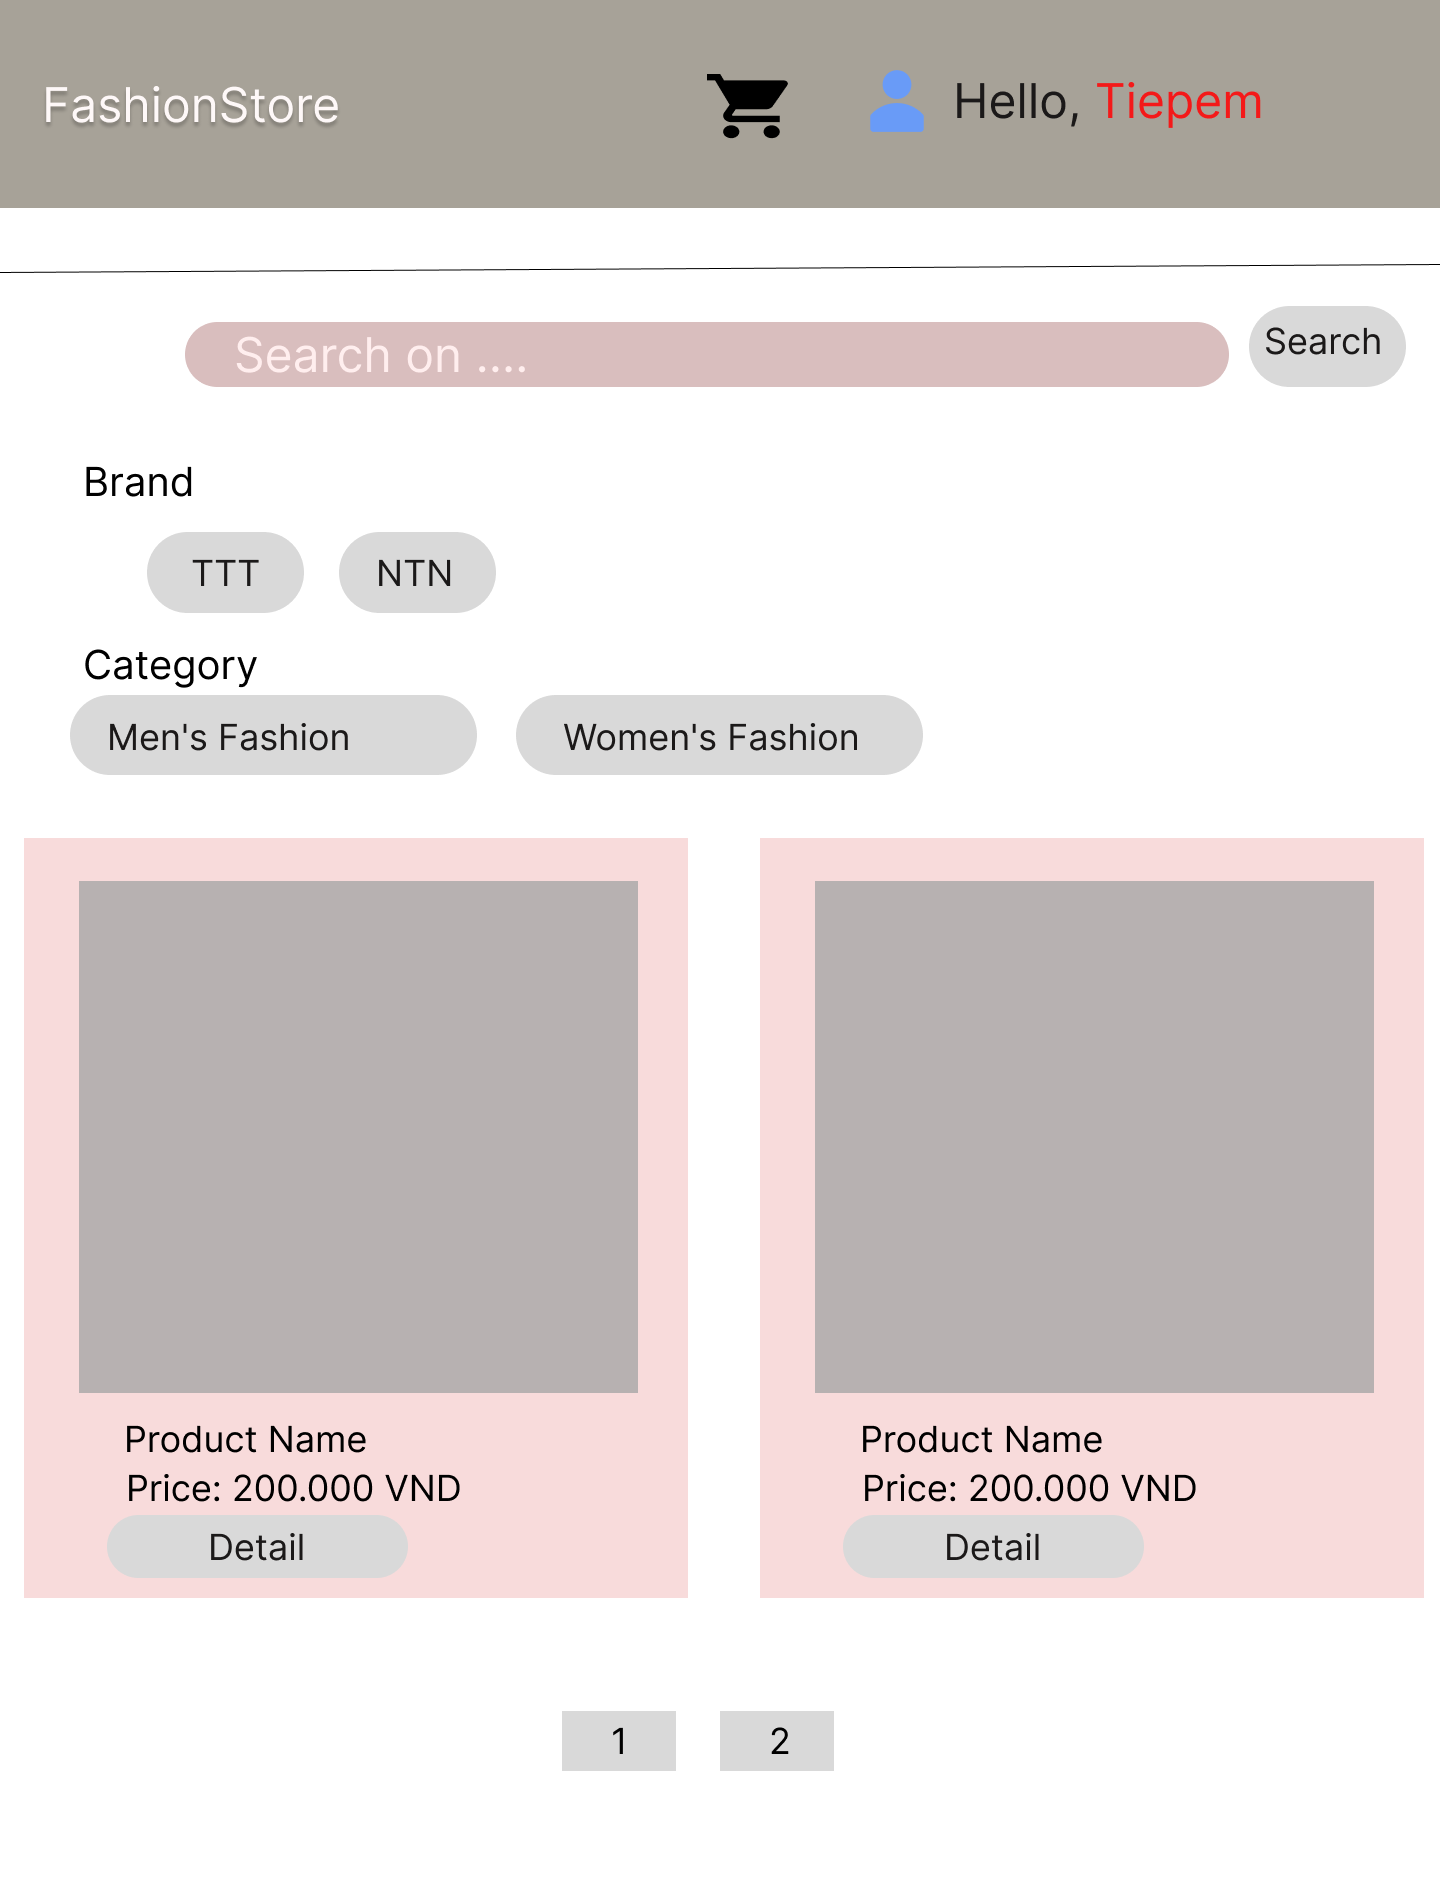 FashionStore
Hello, Tiepem
Search on ....
Search
Brand
TTT
NTN
Category
Men's Fashion
Women's Fashion
Product Name
Price: 200.000 VND
Detail
Product Name
Price: 200.000 VND
Detail
1
2